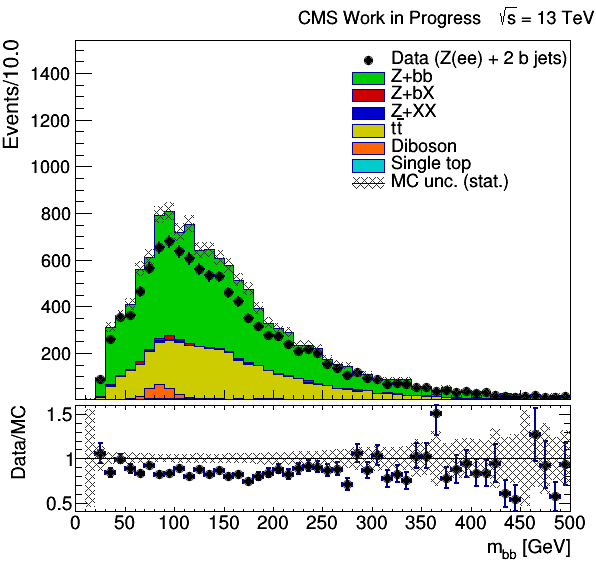 CMS Work in Progress √s = 13 TeV
Events/10.0
1400
1200
1000
800
600
400
200
Data (Z(ee) + 2 b jets)
Z+bb
Z+bX
Z+XX
tt̅
Diboson
Single top
MC unc. (stat.)
Data/MC
1.5
1
0.5
0 50 100 150 200 250 300 350 400 450 500
m_bb [GeV]